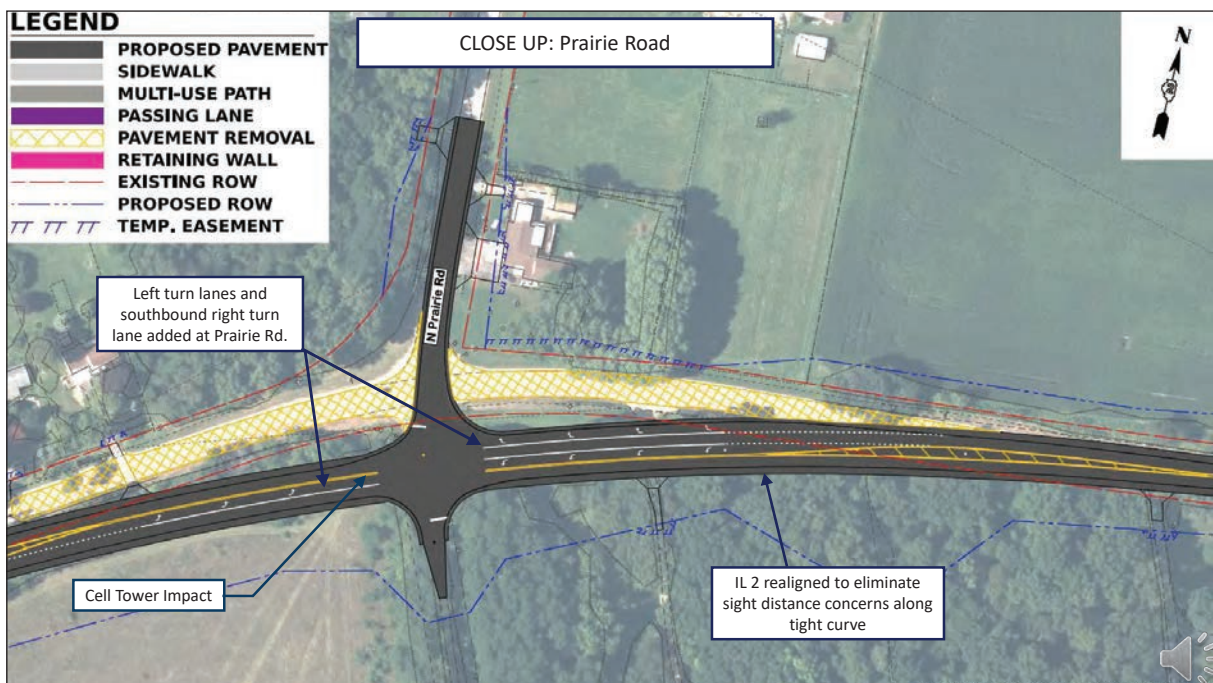 LEGEND
PROPOSED PAVEMENT
SIDEWALK
MULTI-USE PATH
PASSING LANE
PAVEMENT REMOVAL
RETAINING WALL
EXISTING ROW
PROPOSED ROW
TEMP. EASEMENT
CLOSE UP: Prairie Road
N
Left turn lanes and
southbound right turn
lane added at Prairie Rd.
N Prairie Rd
Cell Tower Impact
IL 2 realigned to eliminate
sight distance concerns along
tight curve